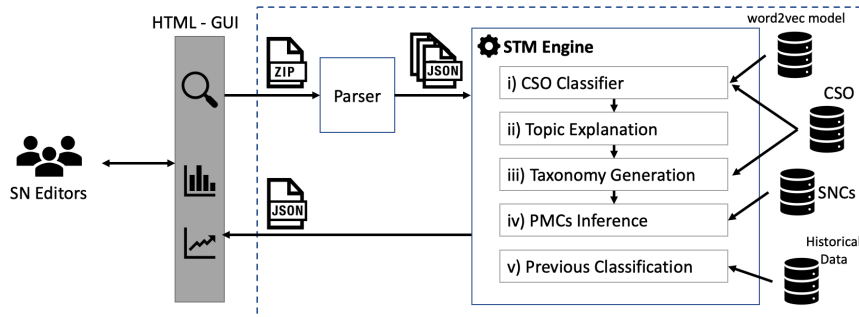 HTML - GUI
word2vec model
ZIP
JSON
STM Engine
Parser
i) CSO Classifier
CSO
ii) Topic Explanation
SN Editors
iii) Taxonomy Generation
JSON
SNCs
iv) PMCs Inference
Historical
Data
v) Previous Classification